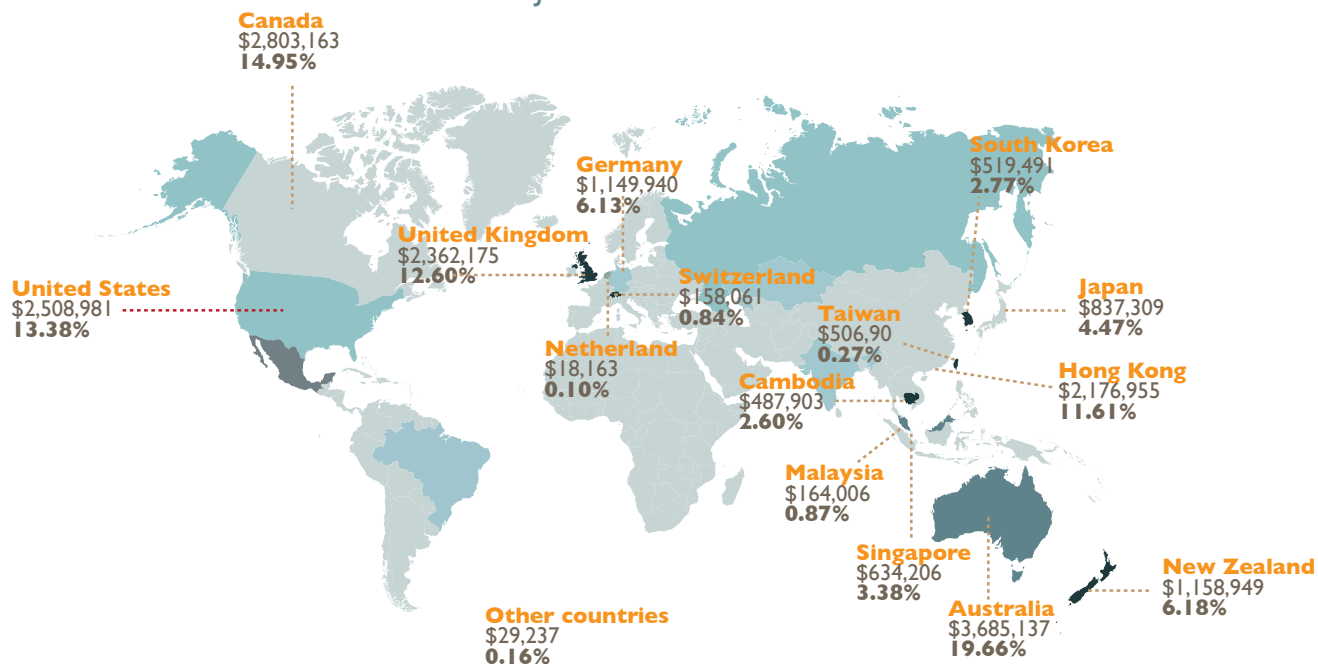 Canada
$2,803,163
14.95%
South Korea
$519,491
2.77%
Germany
$1,149,940
6.13%
United Kingdom
$2,362,175
12.60%
Switzerland
$158,061
0.84%
United States
$2,508,981
13.38%
Japan
$837,309
4.47%
Taiwan
$506,90
0.27%
Netherland
$18,163
0.10%
Hong Kong
$2,176,955
11.61%
Cambodia
$487,903
2.60%
Malaysia
$164,006
0.87%
Singapore
$634,206
3.38%
New Zealand
$1,158,949
6.18%
Australia
$3,685,137
19.66%
Other countries
$29,237
0.16%